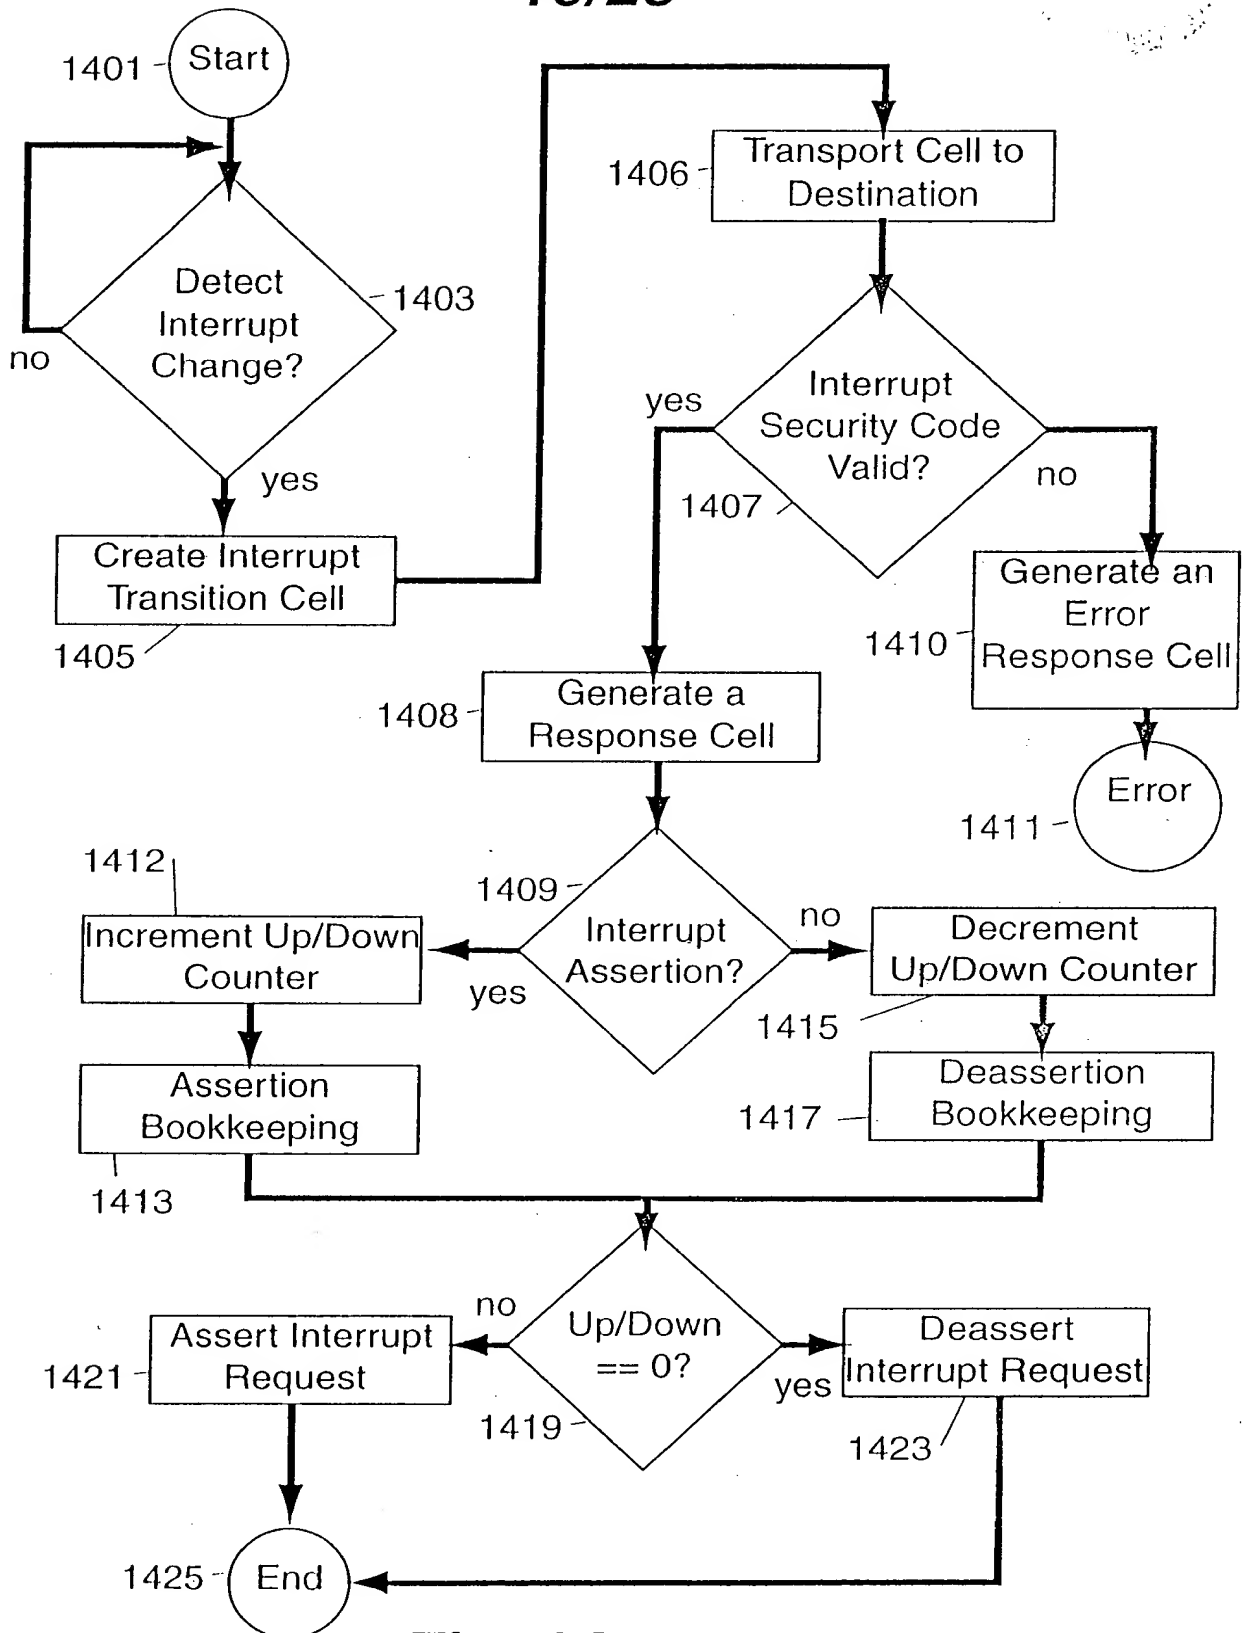 1401
Start
1406
Transport Cell to
Destination
Detect
Interrupt
Change?
1403
no
yes
Create Interrupt
Transition Cell
1405
Interrupt
Security Code
Valid?
yes
no
1407
Generate an
Error
Response Cell
1410
Error
1411
Generate a
Response Cell
1408
1409
Interrupt
Assertion?
yes
no
1412
Increment Up/Down
Counter
Decrement
Up/Down Counter
1415
Assertion
Bookkeeping
1413
Deassertion
Bookkeeping
1417
Up/Down
== 0?
no
yes
1419
Assert Interrupt
Request
1421
Deassert
Interrupt Request
1423
1425
End